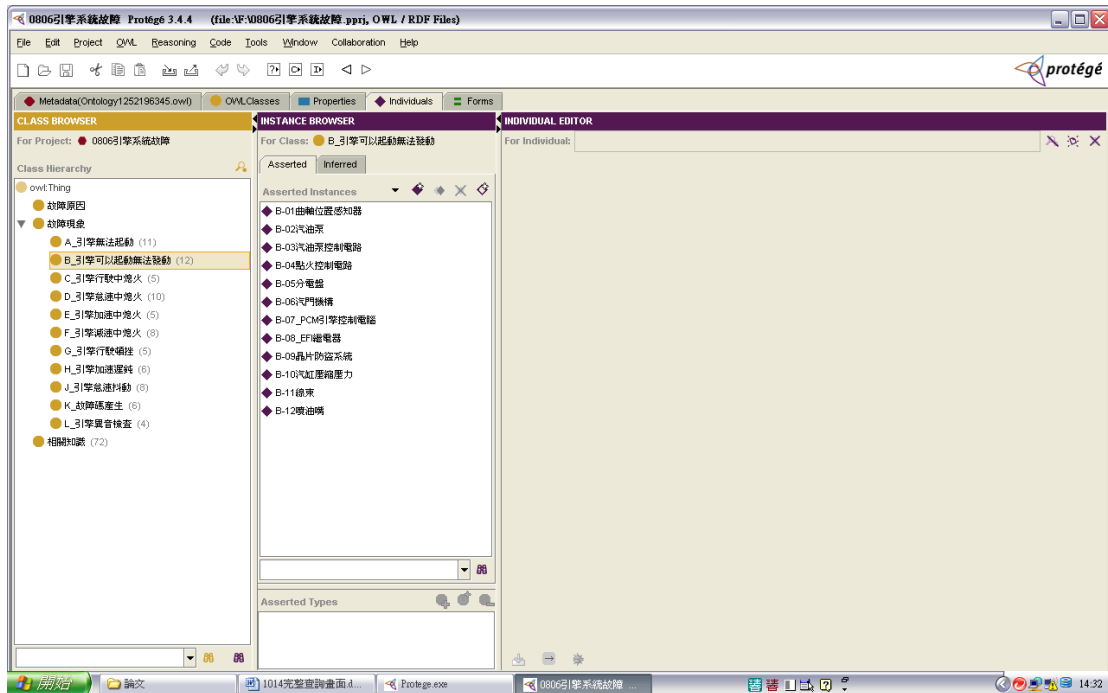 0806引擎系統故障 Protégé 3.4.4 (file:\F:\0806引擎系統故障.pprj, OWL / RDF Files)
File Edit Project OWL Reasoning Code Tools Window Collaboration Help
protégé
Metadata(Ontology1252196345.owl) OWLClasses Properties Individuals Forms
CLASS BROWSER INSTANCE BROWSER INDIVIDUAL EDITOR
For Project: 0806引擎系統故障 For Class: B_引擎可以起動無法發動 For Individual:
Class Hierarchy
Asserted Inferred
Asserted Instances
owl:Thing
故障原因
故障現象
A_引擎無法起動 (11)
B_引擎可以起動無法發動 (12)
C_引擎行駛中熄火 (5)
D_引擎怠速中熄火 (10)
E_引擎加速中熄火 (5)
F_引擎減速中熄火 (8)
G_引擎行駛頓挫 (5)
H_引擎加速遲鈍 (6)
J_引擎怠速抖動 (8)
K_故障碼產生 (6)
L_引擎異音檢查 (4)
相關知識 (72)
B-01曲軸位置感知器
B-02汽油泵
B-03汽油泵控制電路
B-04點火控制電路
B-05分電盤
B-06汽門機構
B-07_PCM引擎控制電腦
B-08_EFI繼電器
B-09晶片防盜系統
B-10汽缸壓縮壓力
B-11線束
B-12噴油嘴
Asserted Types
開始 論文 1014完整查詢畫面.d... Protege.exe 0806引擎系統故障 ... 14:32